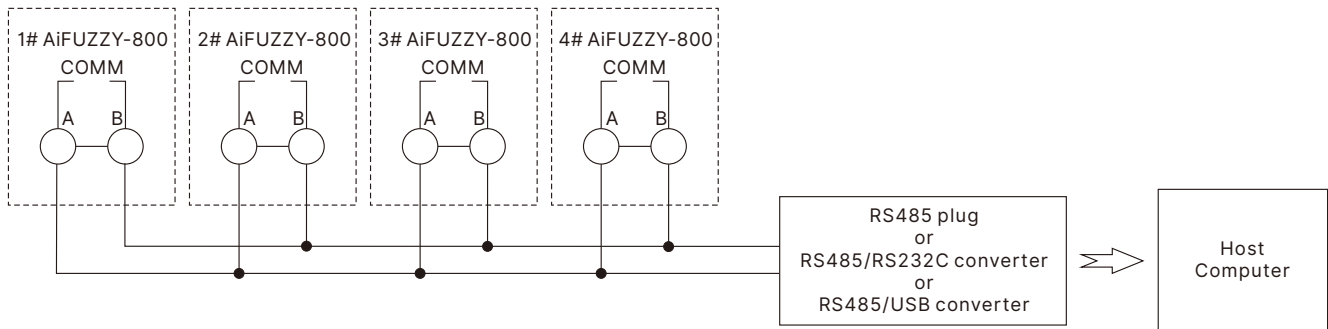 1# AiFUZZY-800
COMM
A B
2# AiFUZZY-800
COMM
A B
3# AiFUZZY-800
COMM
A B
4# AiFUZZY-800
COMM
A B
RS485 plug
or
RS485/RS232C converter
or
RS485/USB converter
Host
Computer